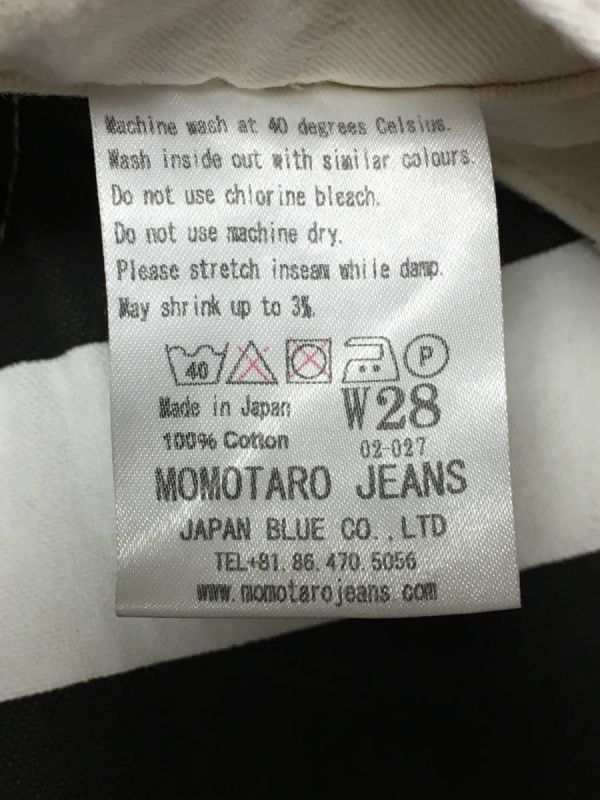 Machine wash at 40 degrees Celsius.
Wash inside out with similar colours.
Do not use chlorine bleach.
Do not use machine dry.
Please stretch inseam while damp.
May shrink up to 3%.
40 P
Made in Japan W28
100% Cotton 02-027
MOMOTARO JEANS
JAPAN BLUE CO.,LTD
TEL+81.86.470.5056
www.momotarojeans.com